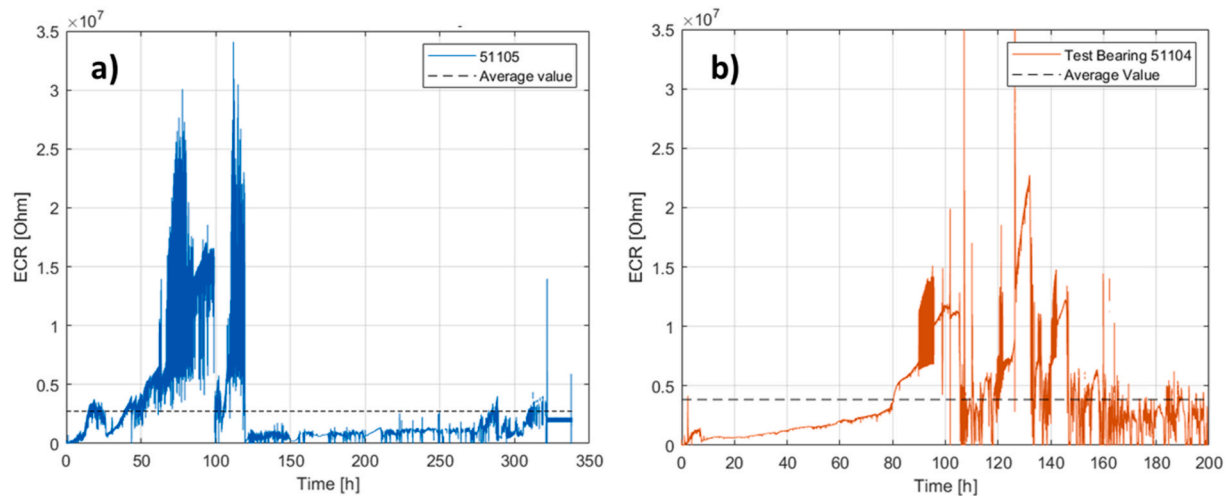 ×10⁷
a)
51105
Average value
3.5
3
2.5
2
1.5
1
0.5
0
ECR [Ohm]
0 50 100 150 200 250 300 350
Time [h]
×10⁷
b)
Test Bearing 51104
Average Value
3.5
3
2.5
2
1.5
1
0.5
0
ECR [Ohm]
0 20 40 60 80 100 120 140 160 180 200
Time [h]